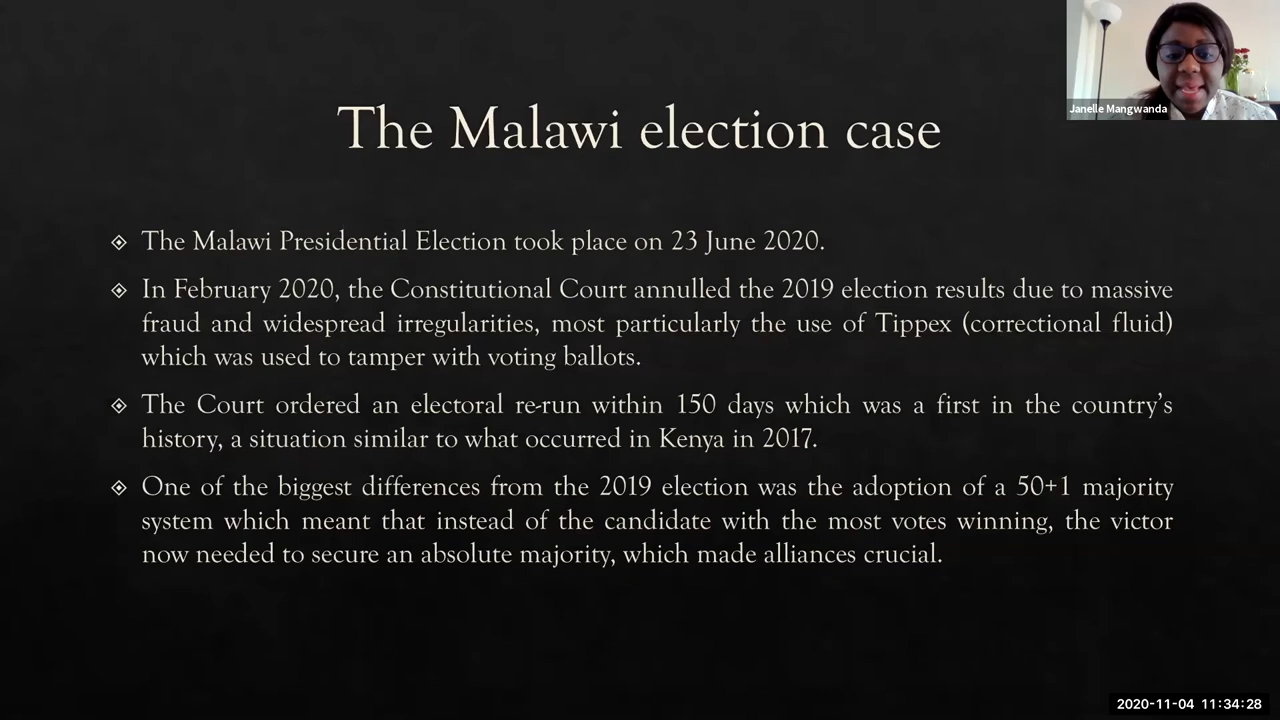 Janelle Mangwanda
The Malawi election case
The Malawi Presidential Election took place on 23 June 2020.
In February 2020, the Constitutional Court annulled the 2019 election results due to massive
fraud and widespread irregularities, most particularly the use of Tippex (correctional fluid)
which was used to tamper with voting ballots.
The Court ordered an electoral re-run within 150 days which was a first in the country's
history, a situation similar to what occurred in Kenya in 2017.
One of the biggest differences from the 2019 election was the adoption of a 50+1 majority
system which meant that instead of the candidate with the most votes winning, the victor
now needed to secure an absolute majority, which made alliances crucial.
2020-11-04 11:34:28